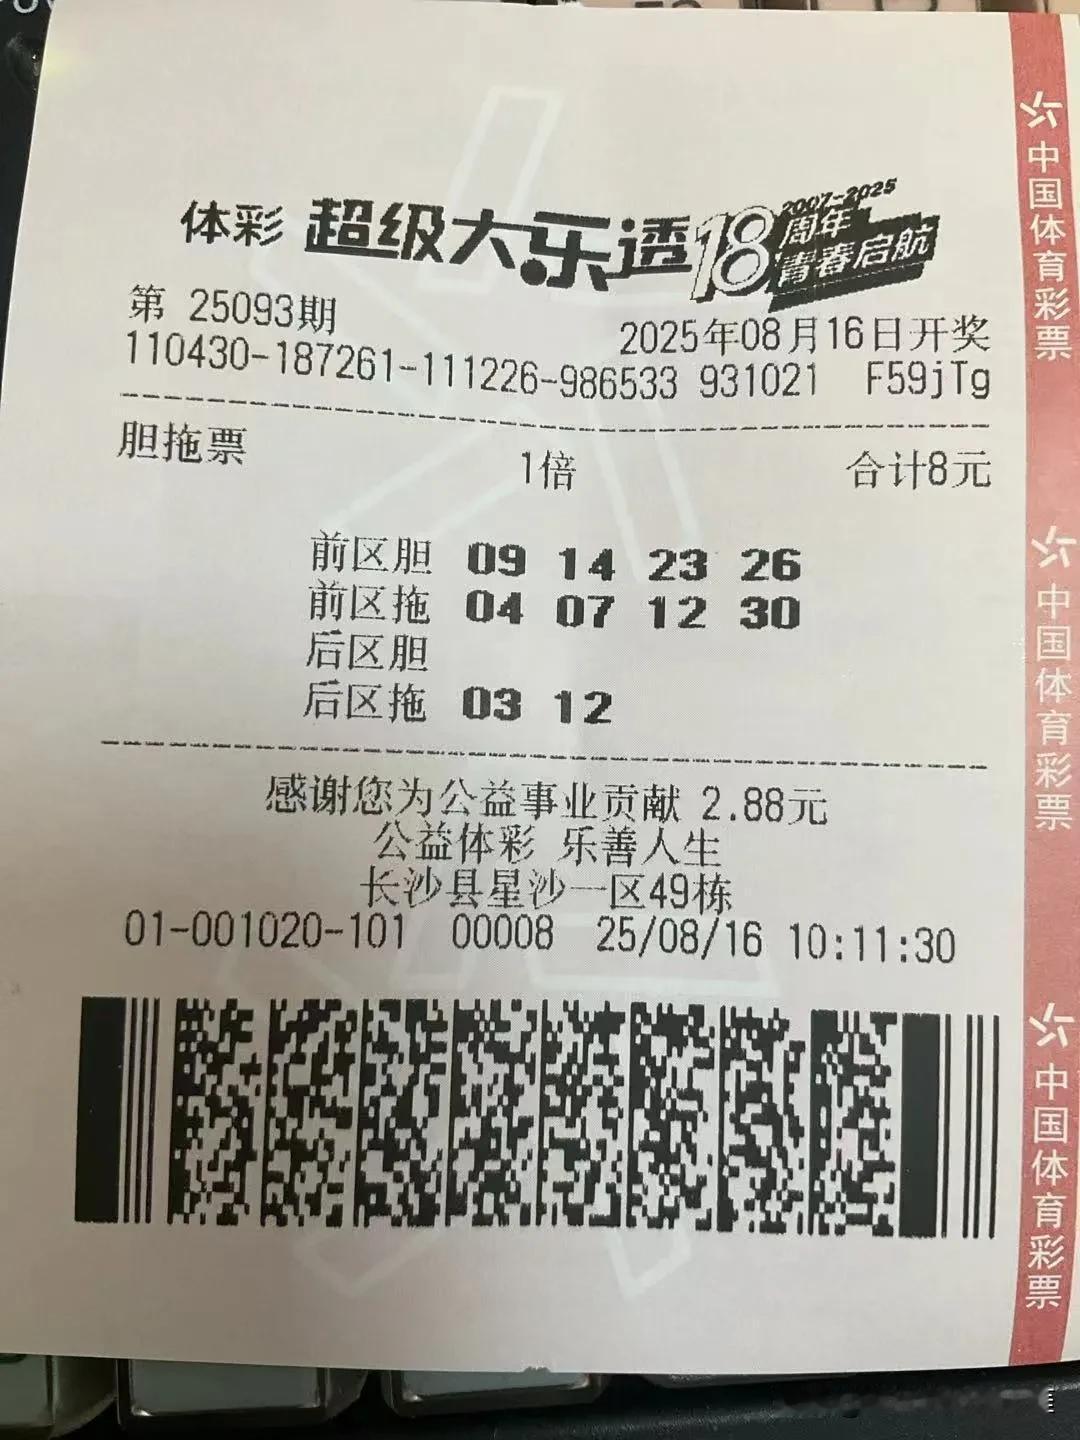 体彩 超级大乐透 18周年 2007-2025 青春启航
第 25093期
2025年08月16日开奖
110430-187261-111226-986533 931021 F59jTg
胆拖票 1倍 合计8元
前区胆 09 14 23 26
前区拖 04 07 12 30
后区胆
后区拖 03 12
感谢您为公益事业贡献 2.88元
公益体彩 乐善人生
长沙县星沙一区49栋
01-001020-101 00008 25/08/16 10:11:30
中国体育彩票
中国体育彩票
中国体育彩票